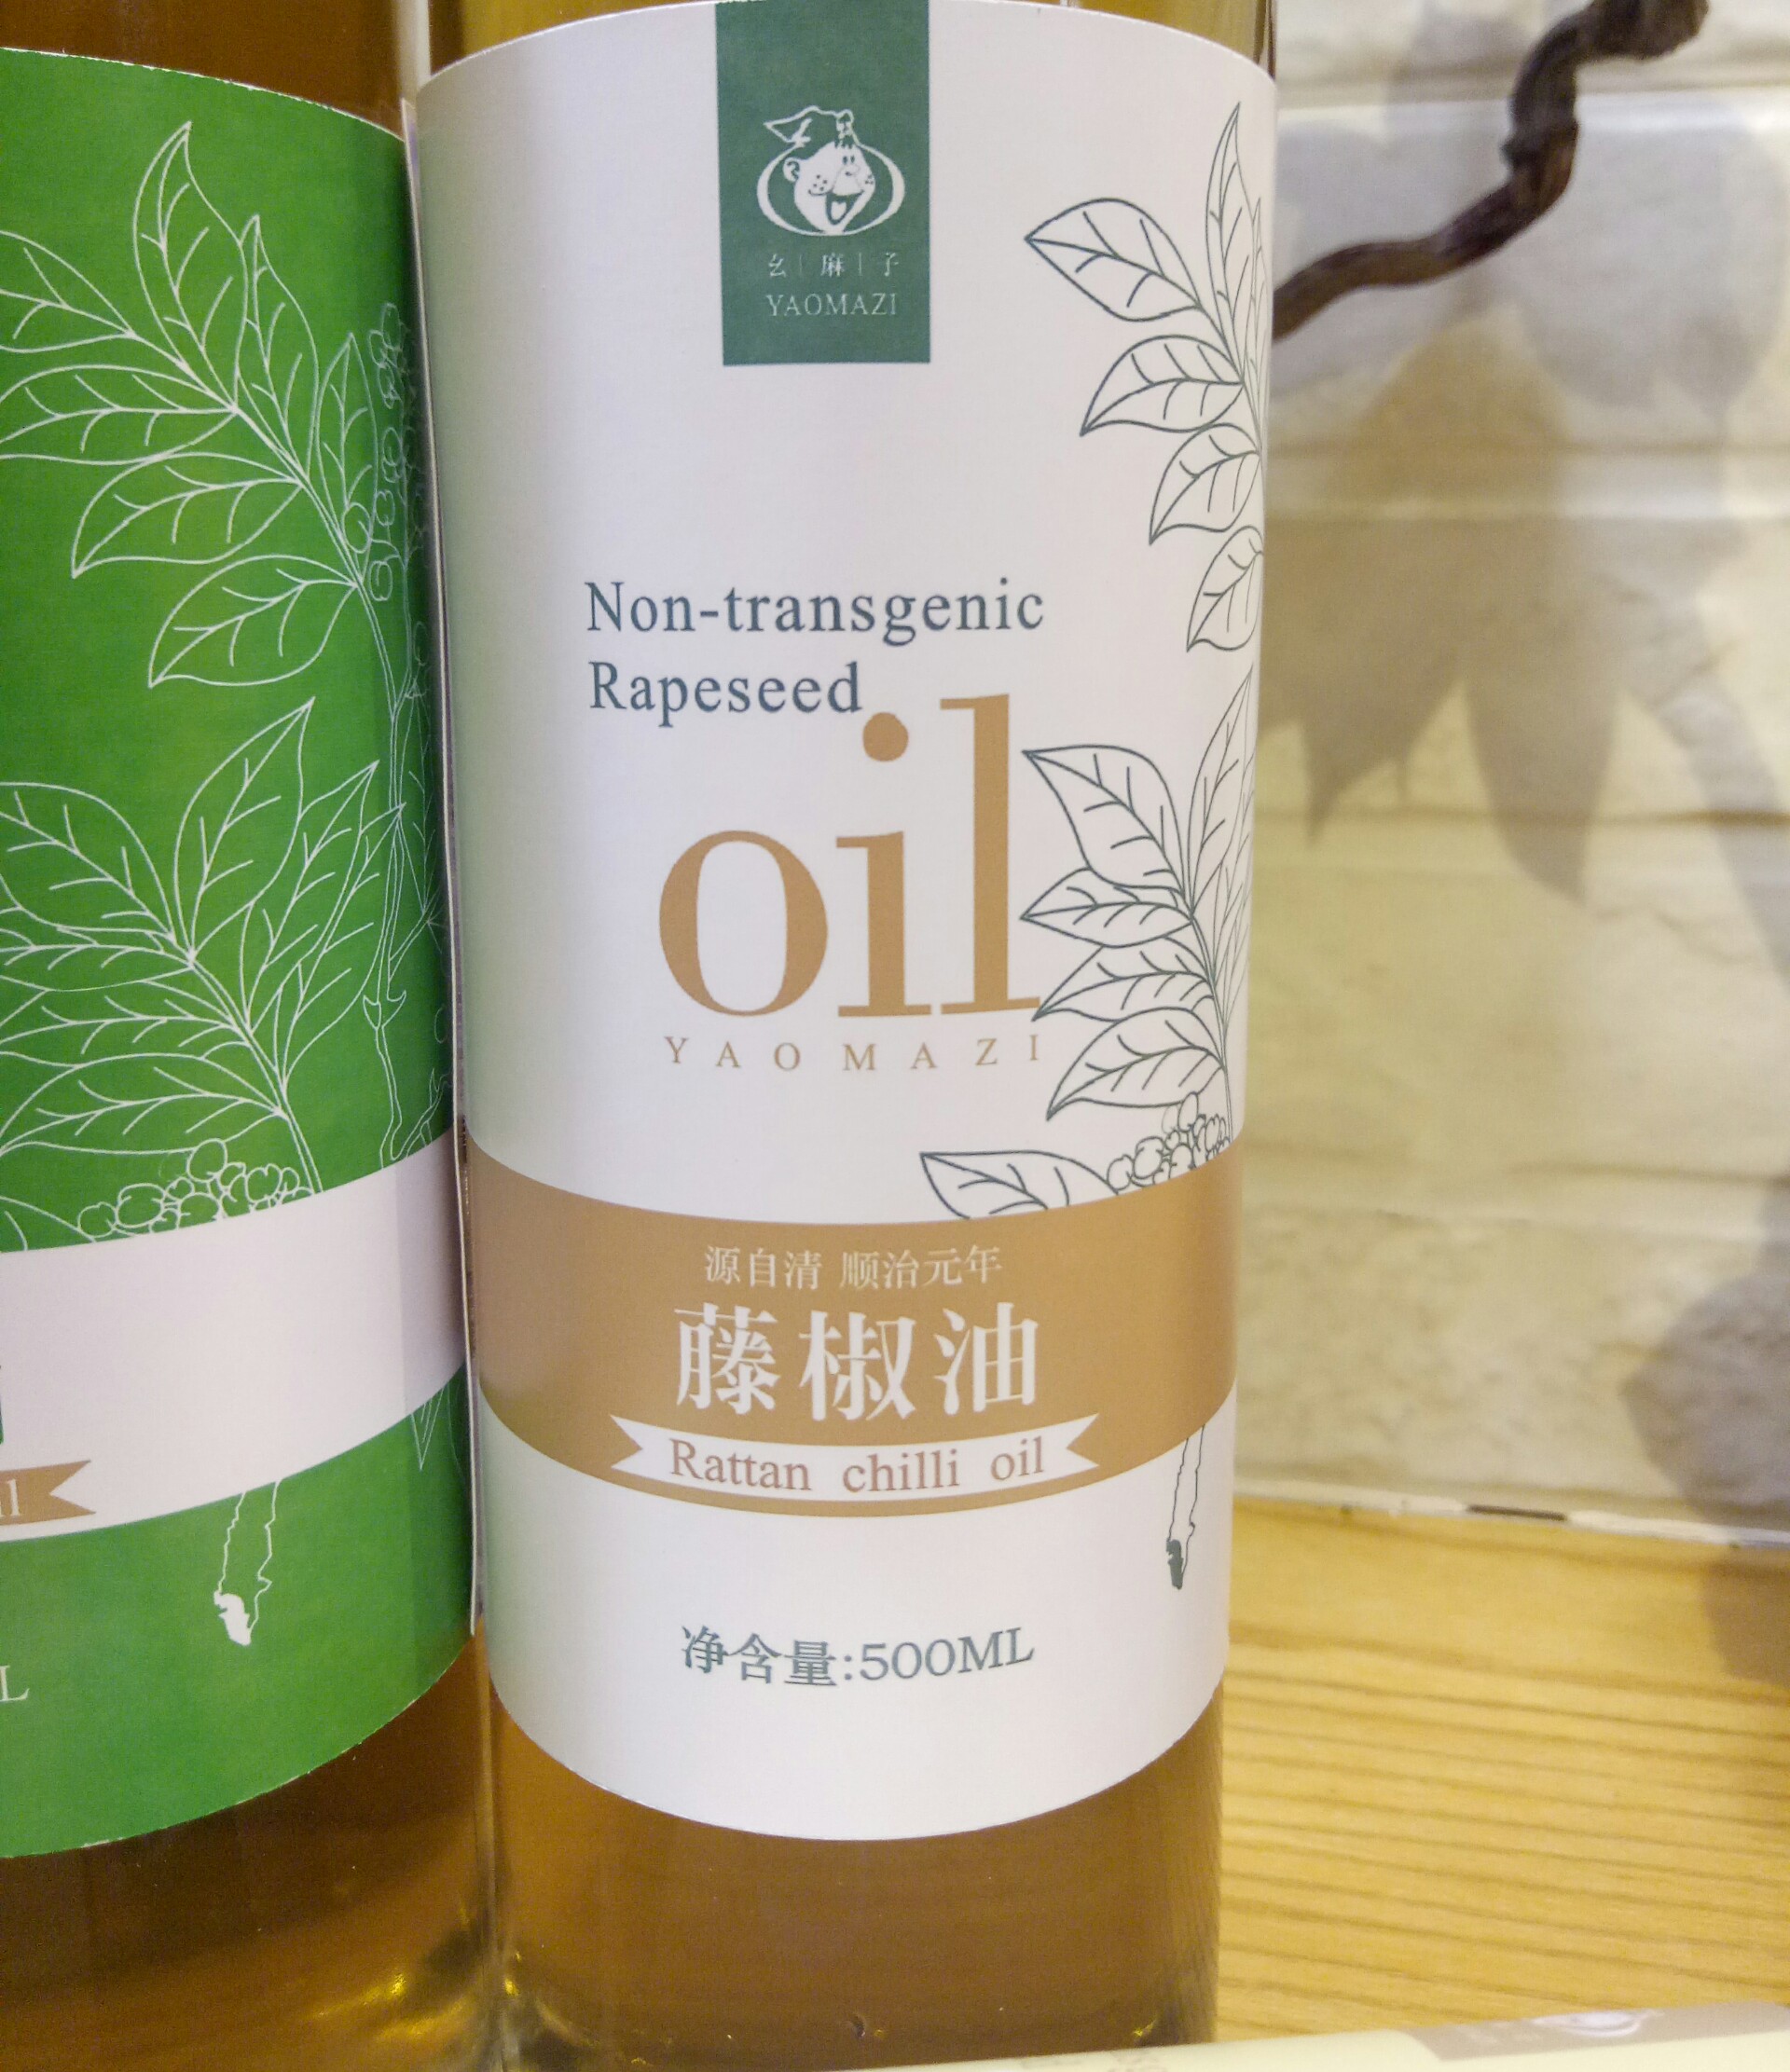 幺 麻 子
YAOMAZI
Non-transgenic
Rapeseed
oil
YAOMAZI
源自清 顺治元年
藤椒油
Rattan chilli oil
净含量:500ML
L